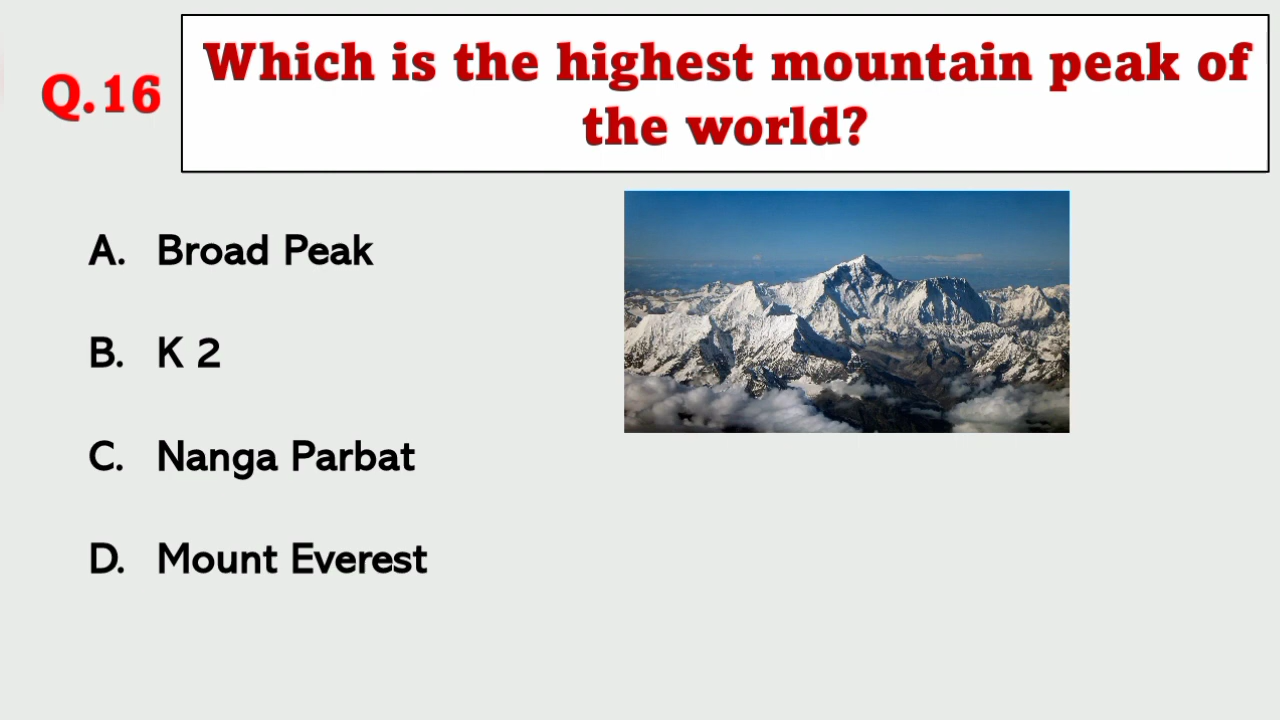 Q.16
Which is the highest mountain peak of
the world?
A. Broad Peak
B. K 2
C. Nanga Parbat
D. Mount Everest